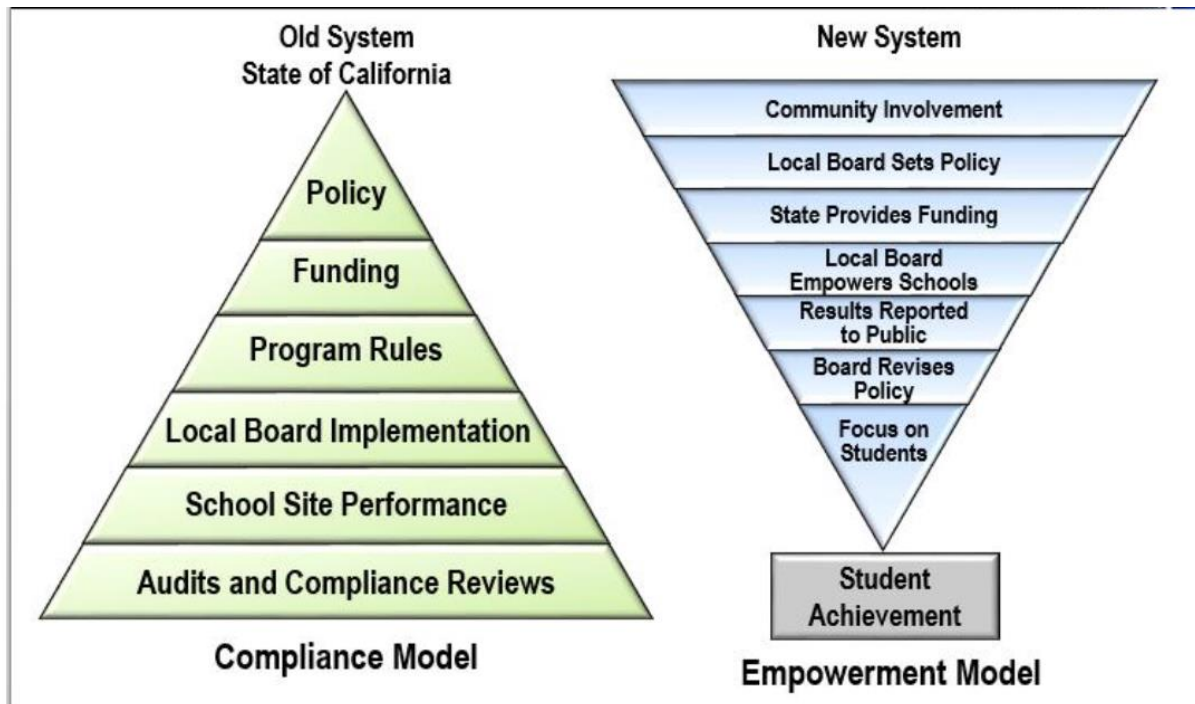 Old System
State of California
Policy
Funding
Program Rules
Local Board Implementation
School Site Performance
Audits and Compliance Reviews
Compliance Model
New System
Community Involvement
Local Board Sets Policy
State Provides Funding
Local Board
Empowers Schools
Results Reported
to Public
Board Revises
Policy
Focus on
Students
Student
Achievement
Empowerment Model